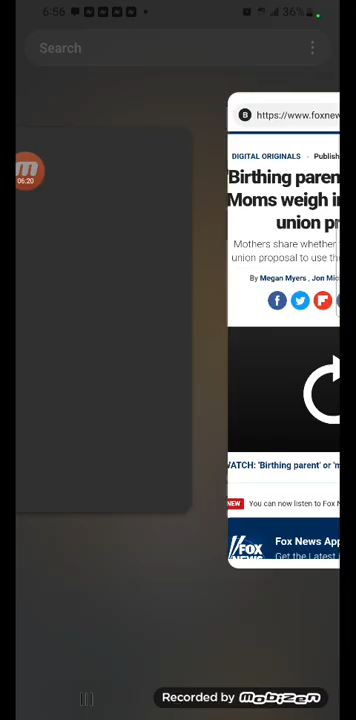 6:56
36%
Search
06:20
B https://www.foxnew
DIGITAL ORIGINALS · Publish
'Birthing paren
Moms weigh i
union pr
Mothers share whether
union proposal to use the
By Megan Myers , Jon Mic
WATCH: 'Birthing parent' or 'm
NEW You can now listen to Fox N
FOX NEWS
Fox News App
Get the Latest i
Recorded by mobizen